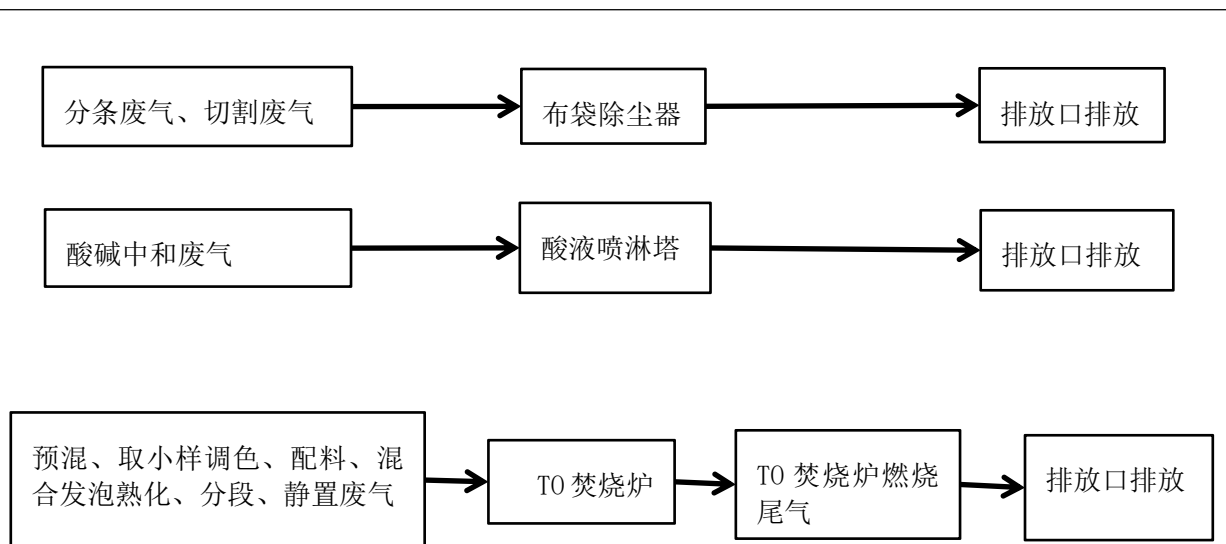 分条废气、切割废气
布袋除尘器
排放口排放
酸碱中和废气
酸液喷淋塔
排放口排放
预混、取小样调色、配料、混
合发泡熟化、分段、静置废气
TO 焚烧炉
TO 焚烧炉燃烧
尾气
排放口排放